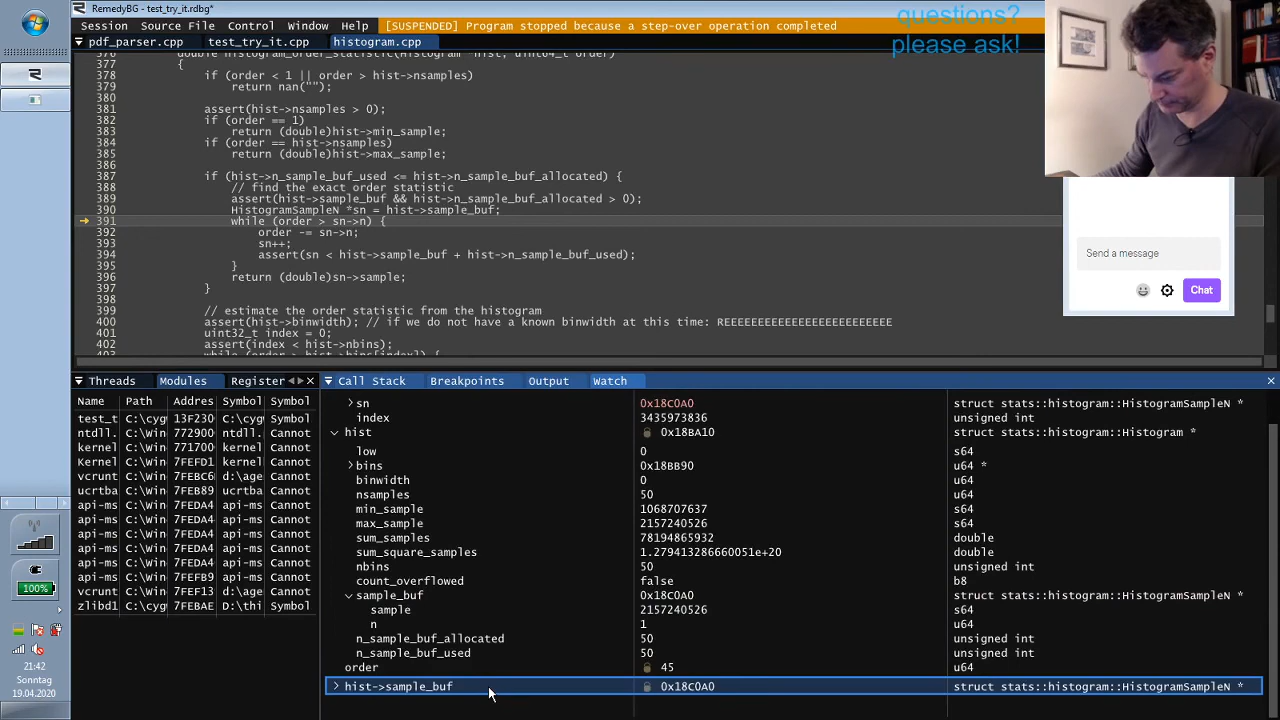 RemedyBG
test_try_it.rdbg*
Session Source File Control Window Help [SUSPENDED] Program stopped because a step-over operation completed
questions?
please ask!
pdf_parser.cpp test_try_it.cpp histogram.cpp
377 {
378 if (order < 1 || order > hist->nsamples)
379 return nan("");
380
381 assert(hist->nsamples > 0);
382 if (order == 1)
383 return (double)hist->min_sample;
384 if (order == hist->nsamples)
385 return (double)hist->max_sample;
386
387 if (hist->n_sample_buf_used <= hist->n_sample_buf_allocated) {
388 // find the exact order statistic
389 assert(hist->sample_buf && hist->n_sample_buf_allocated > 0);
390 HistogramSampleN *sn = hist->sample_buf;
391 while (order > sn->n) {
392 order -= sn->n;
393 sn++;
394 assert(sn < hist->sample_buf + hist->n_sample_buf_used);
395 }
396 return (double)sn->sample;
397 }
398
399 // estimate the order statistic from the histogram
400 assert(hist->binwidth); // if we do not have a known binwidth at this time: REEEEEEEEEEEEEEEEEEEEEEEEE
401 uint32_t index = 0;
402 assert(index < hist->nbins);
Send a message
Chat
Threads Modules Register
Call Stack Breakpoints Output Watch
Name Path Addres Symbol Symbol
test_t C:\cyg 13F230 C:\cy Symbol
ntdll. C:\Win 772900 ntdll. Cannot
kernel C:\Win 771700 kernel Cannot
Kernel C:\Win 7FEFD1 kernel Cannot
vcrunt C:\Win 7FEBC6 d:\age Cannot
ucrtba C:\Win 7FEB89 ucrtba Cannot
api-ms C:\Win 7FEDA4 api-ms Cannot
api-ms C:\Win 7FEDA4 api-ms Cannot
api-ms C:\Win 7FEDA4 api-ms Cannot
api-ms C:\Win 7FEDA4 api-ms Cannot
api-ms C:\Win 7FEDA4 api-ms Cannot
api-ms C:\Win 7FEFB9 api-ms Cannot
vcrunt C:\Win 7FEF13 d:\age Cannot
zlibd1 C:\cyg 7FEBAE D:\thi Symbol
sn 0x18C0A0 struct stats::histogram::HistogramSampleN *
index 3435973836 unsigned int
hist 0x18BA10 struct stats::histogram::Histogram *
low 0 s64
bins 0x18BB90 u64 *
binwidth 0 u64
nsamples 50 u64
min_sample 1068707637 s64
max_sample 2157240526 s64
sum_samples 78194865932 double
sum_square_samples 1.279413286660051e+20 double
nbins 50 unsigned int
count_overflowed false b8
sample_buf 0x18C0A0 struct stats::histogram::HistogramSampleN *
sample 2157240526 s64
n 1 u64
n_sample_buf_allocated 50 unsigned int
n_sample_buf_used 50 unsigned int
order 45 u64
hist->sample_buf 0x18C0A0 struct stats::histogram::HistogramSampleN *
100%
21:42
Sonntag
19.04.2020